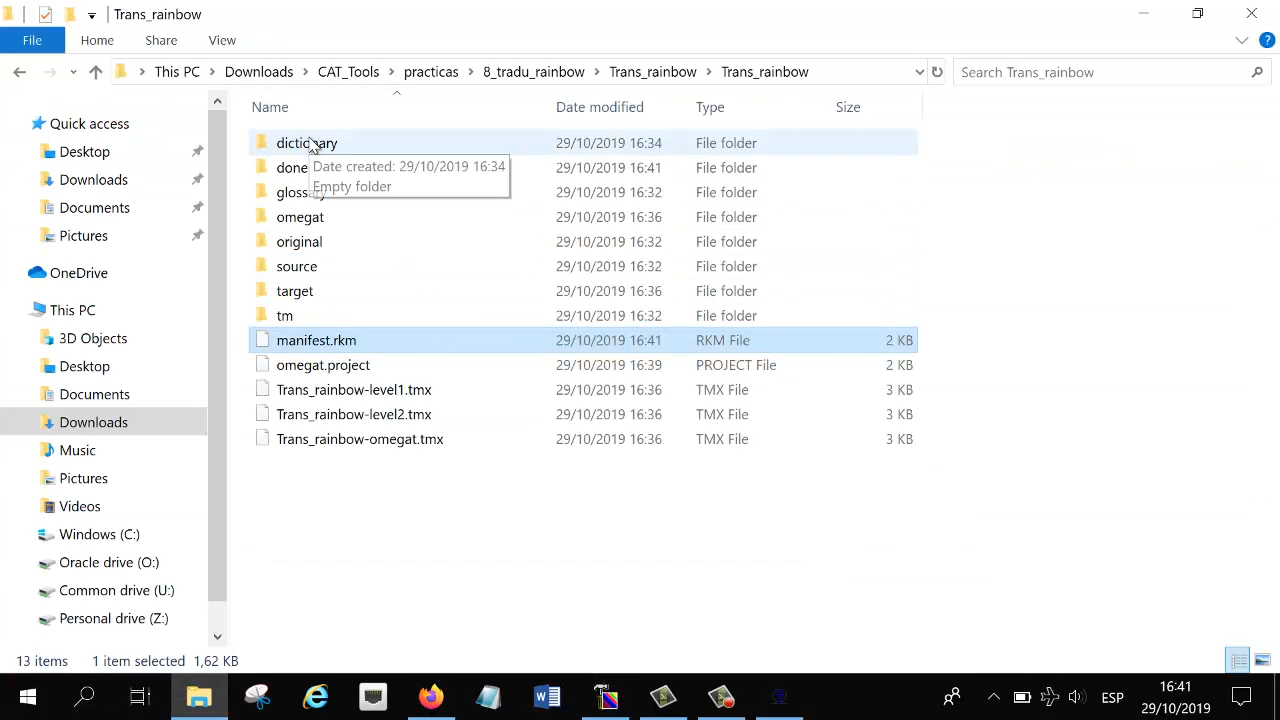 Trans_rainbow
File Home Share View
This PC Downloads CAT_Tools practicas 8_tradu_rainbow Trans_rainbow Trans_rainbow Search Trans_rainbow
Name Date modified Type Size
Quick access
Desktop
Downloads
Documents
Pictures
OneDrive
This PC
3D Objects
Desktop
Documents
Downloads
Music
Pictures
Videos
Windows (C:)
Oracle drive (O:)
Common drive (U:)
Personal drive (Z:)
dictionary 29/10/2019 16:34 File folder
Date created: 29/10/2019 16:34
Empty folder
done 29/10/2019 16:41 File folder
glossary 29/10/2019 16:32 File folder
omegat 29/10/2019 16:36 File folder
original 29/10/2019 16:32 File folder
source 29/10/2019 16:32 File folder
target 29/10/2019 16:36 File folder
tm 29/10/2019 16:32 File folder
manifest.rkm 29/10/2019 16:41 RKM File 2 KB
omegat.project 29/10/2019 16:39 PROJECT File 2 KB
Trans_rainbow-level1.tmx 29/10/2019 16:36 TMX File 3 KB
Trans_rainbow-level2.tmx 29/10/2019 16:36 TMX File 3 KB
Trans_rainbow-omegat.tmx 29/10/2019 16:36 TMX File 3 KB
13 items 1 item selected 1,62 KB
ESP
16:41
29/10/2019